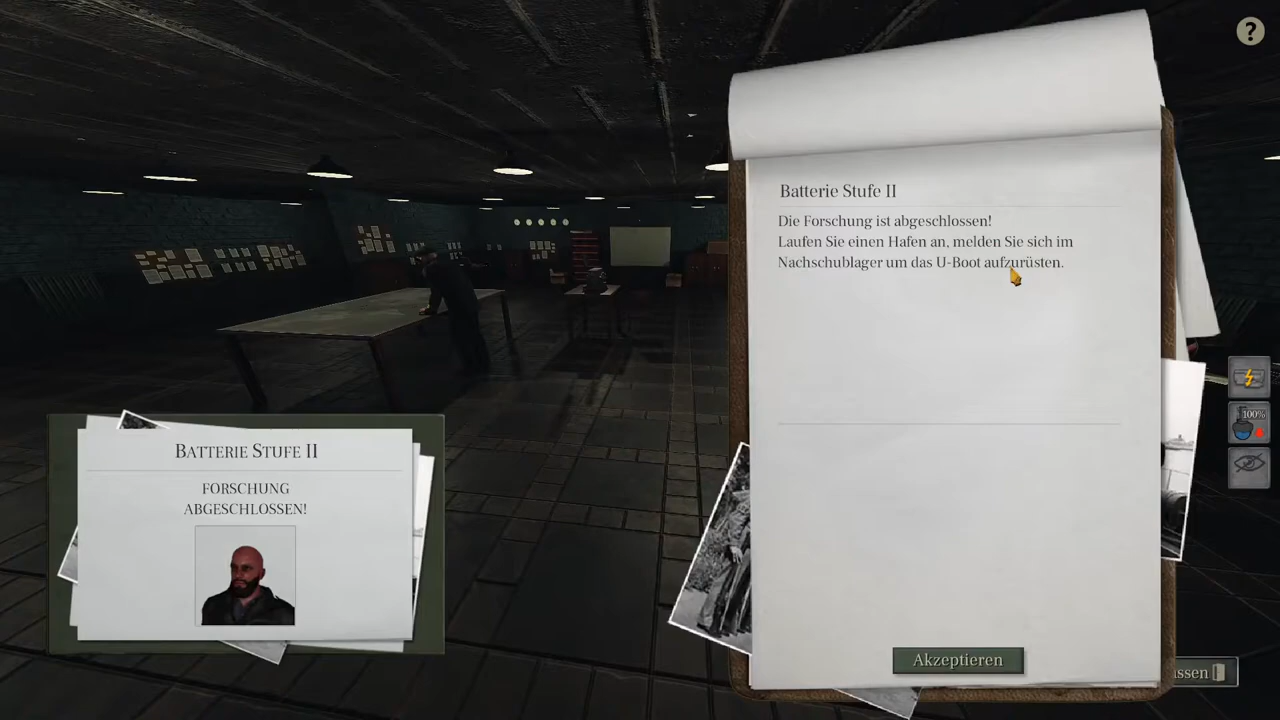 ?
Batterie Stufe II
Die Forschung ist abgeschlossen!
Laufen Sie einen Hafen an, melden Sie sich im
Nachschublager um das U-Boot aufzurüsten.
100%
BATTERIE STUFE II
FORSCHUNG
ABGESCHLOSSEN!
Akzeptieren
ssen